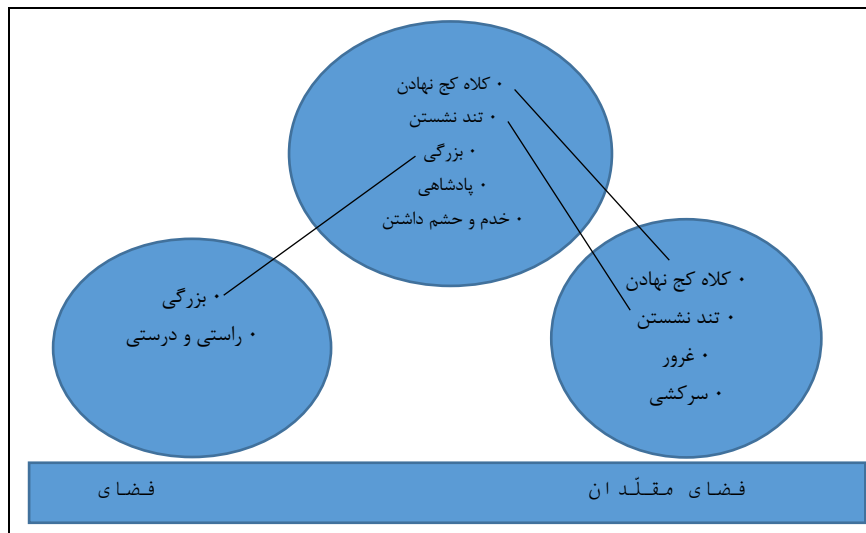 • کلاه کج نهادن
• تند نشستن
• بزرگی
• پادشاهی
• خدم و حشم داشتن
• کلاه کج نهادن
• تند نشستن
• غرور
• سرکشی
• بزرگی
• راستی و درستی
فضای مقلّدان
فضای